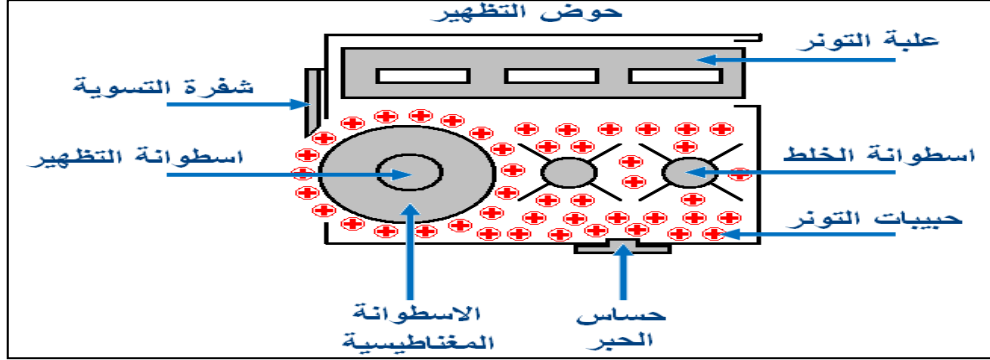 حوض التظهير
علبة التونر
شفرة التسوية
اسطوانة الخلط
اسطوانة التظهير
حبيبات التونر
حساس
الحبر
الاسطوانة
المغناطيسية